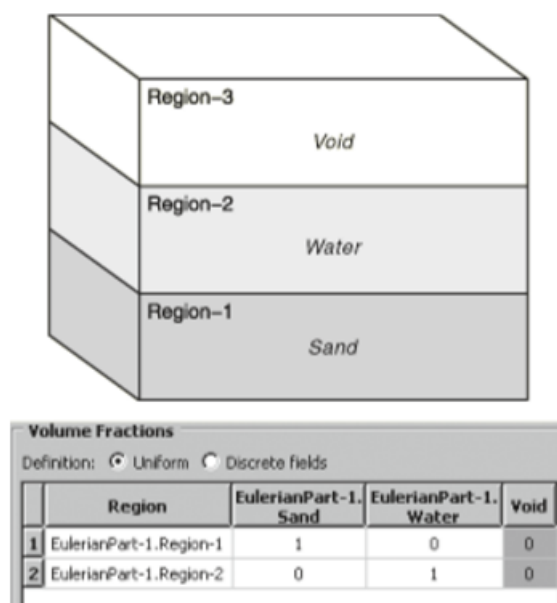 Region-3
Void
Region-2
Water
Region-1
Sand
Volume Fractions
Definition: Uniform Discrete fields
Region EulerianPart-1. Sand EulerianPart-1. Water Void
1 EulerianPart-1.Region-1 1 0 0
2 EulerianPart-1.Region-2 0 1 0